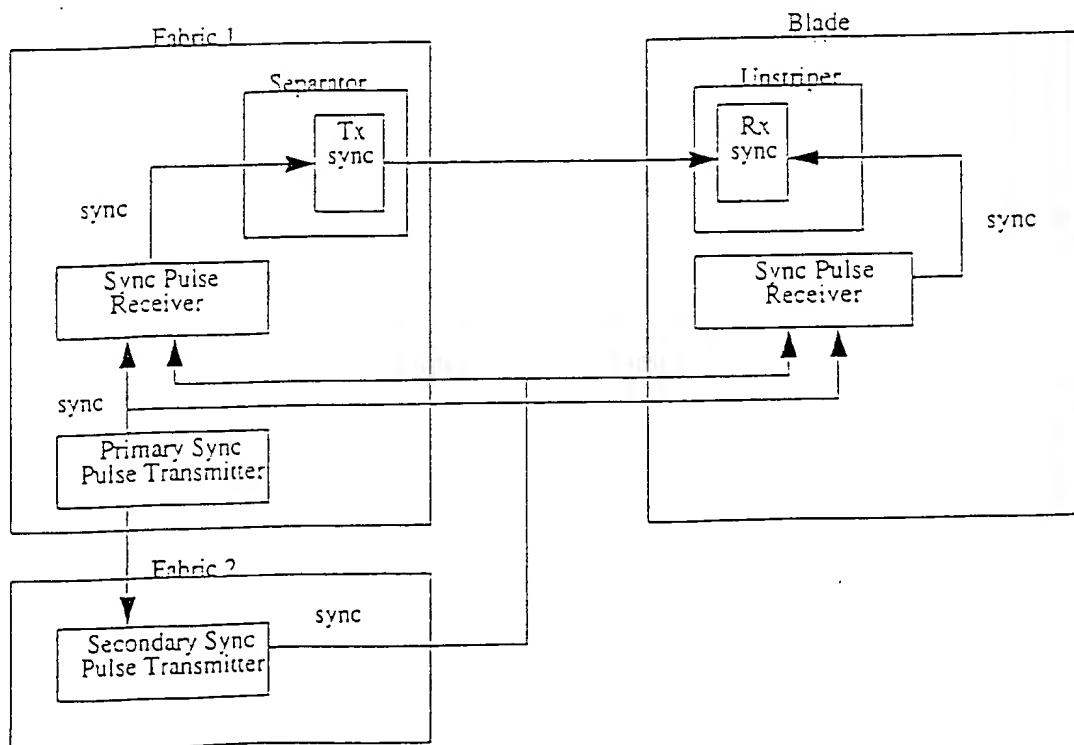 Fabric 1
Blade
Separator
Unstriper
Tx
sync
Rx
sync
sync
sync
Sync Pulse
Receiver
Sync Pulse
Receiver
sync
Primary Sync
Pulse Transmitter
Fabric 2
sync
Secondary Sync
Pulse Transmitter